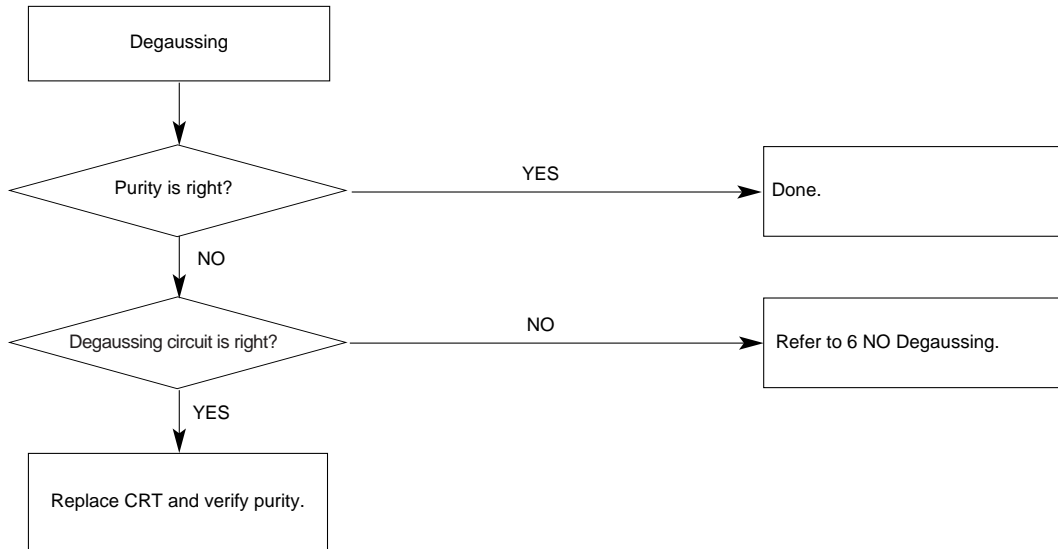 Degaussing
Purity is right?
YES
Done.
NO
Degaussing circuit is right?
NO
Refer to 6 NO Degaussing.
YES
Replace CRT and verify purity.